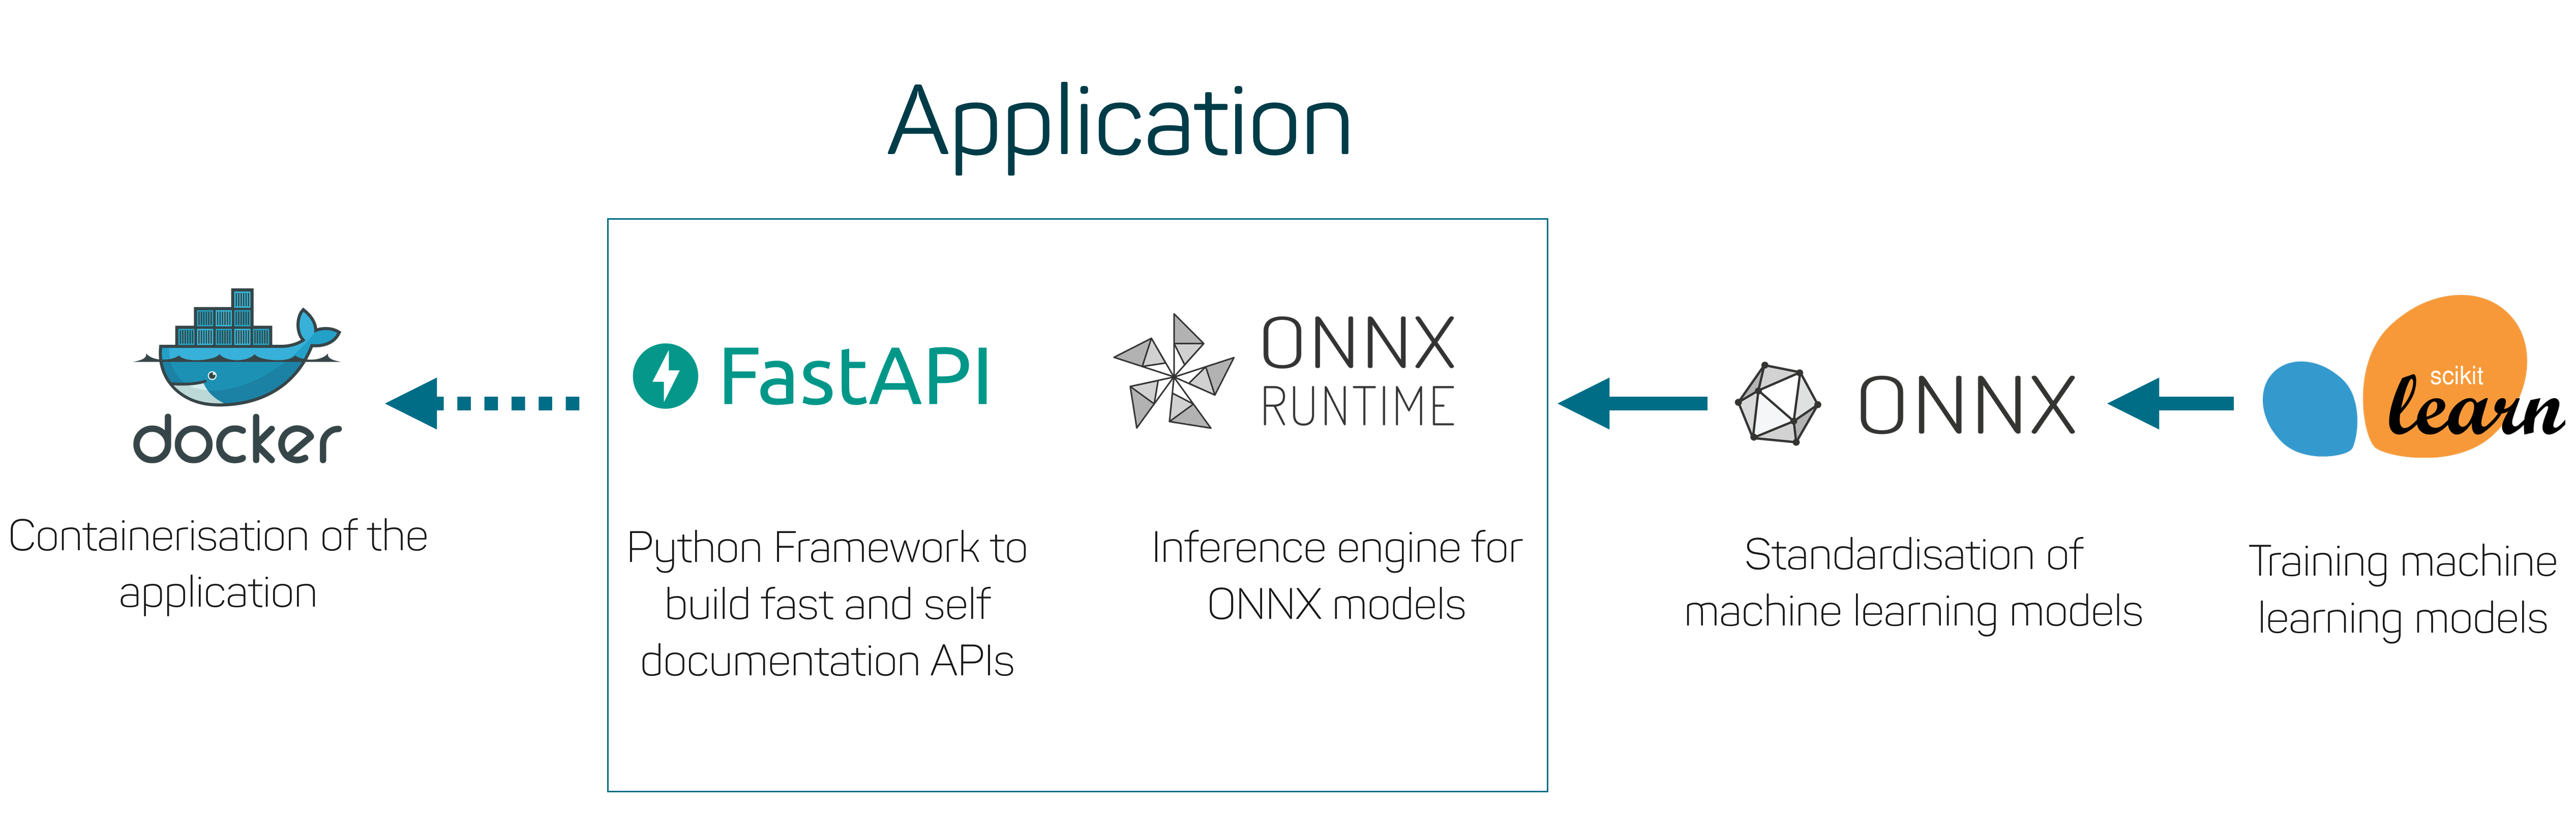 Application
docker
Containerisation of the
application
FastAPI
Python Framework to
build fast and self
documentation APIs
ONNX
RUNTIME
Inference engine for
ONNX models
ONNX
Standardisation of
machine learning models
scikit
learn
Training machine
learning models